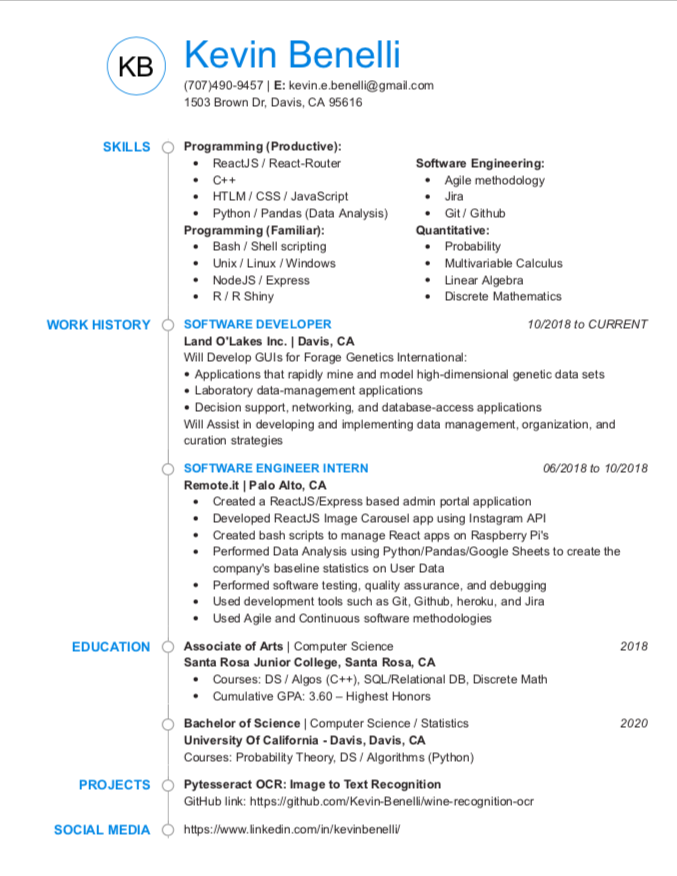 KB
Kevin Benelli
(707)490-9457 | E: kevin.e.benelli@gmail.com
1503 Brown Dr, Davis, CA 95616
SKILLS
Programming (Productive):
• ReactJS / React-Router
• C++
• HTLM / CSS / JavaScript
• Python / Pandas (Data Analysis)
Programming (Familiar):
• Bash / Shell scripting
• Unix / Linux / Windows
• NodeJS / Express
• R / R Shiny
Software Engineering:
• Agile methodology
• Jira
• Git / Github
Quantitative:
• Probability
• Multivariable Calculus
• Linear Algebra
• Discrete Mathematics
WORK HISTORY
SOFTWARE DEVELOPER 10/2018 to CURRENT
Land O'Lakes Inc. | Davis, CA
Will Develop GUIs for Forage Genetics International:
• Applications that rapidly mine and model high-dimensional genetic data sets
• Laboratory data-management applications
• Decision support, networking, and database-access applications
Will Assist in developing and implementing data management, organization, and
curation strategies
SOFTWARE ENGINEER INTERN 06/2018 to 10/2018
Remote.it | Palo Alto, CA
• Created a ReactJS/Express based admin portal application
• Developed ReactJS Image Carousel app using Instagram API
• Created bash scripts to manage React apps on Raspberry Pi's
• Performed Data Analysis using Python/Pandas/Google Sheets to create the
company's baseline statistics on User Data
• Performed software testing, quality assurance, and debugging
• Used development tools such as Git, Github, heroku, and Jira
• Used Agile and Continuous software methodologies
EDUCATION
Associate of Arts | Computer Science 2018
Santa Rosa Junior College, Santa Rosa, CA
• Courses: DS / Algos (C++), SQL/Relational DB, Discrete Math
• Cumulative GPA: 3.60 – Highest Honors
Bachelor of Science | Computer Science / Statistics 2020
University Of California - Davis, Davis, CA
Courses: Probability Theory, DS / Algorithms (Python)
PROJECTS
Pytesseract OCR: Image to Text Recognition
GitHub link: https://github.com/Kevin-Benelli/wine-recognition-ocr
SOCIAL MEDIA
https://www.linkedin.com/in/kevinbenelli/